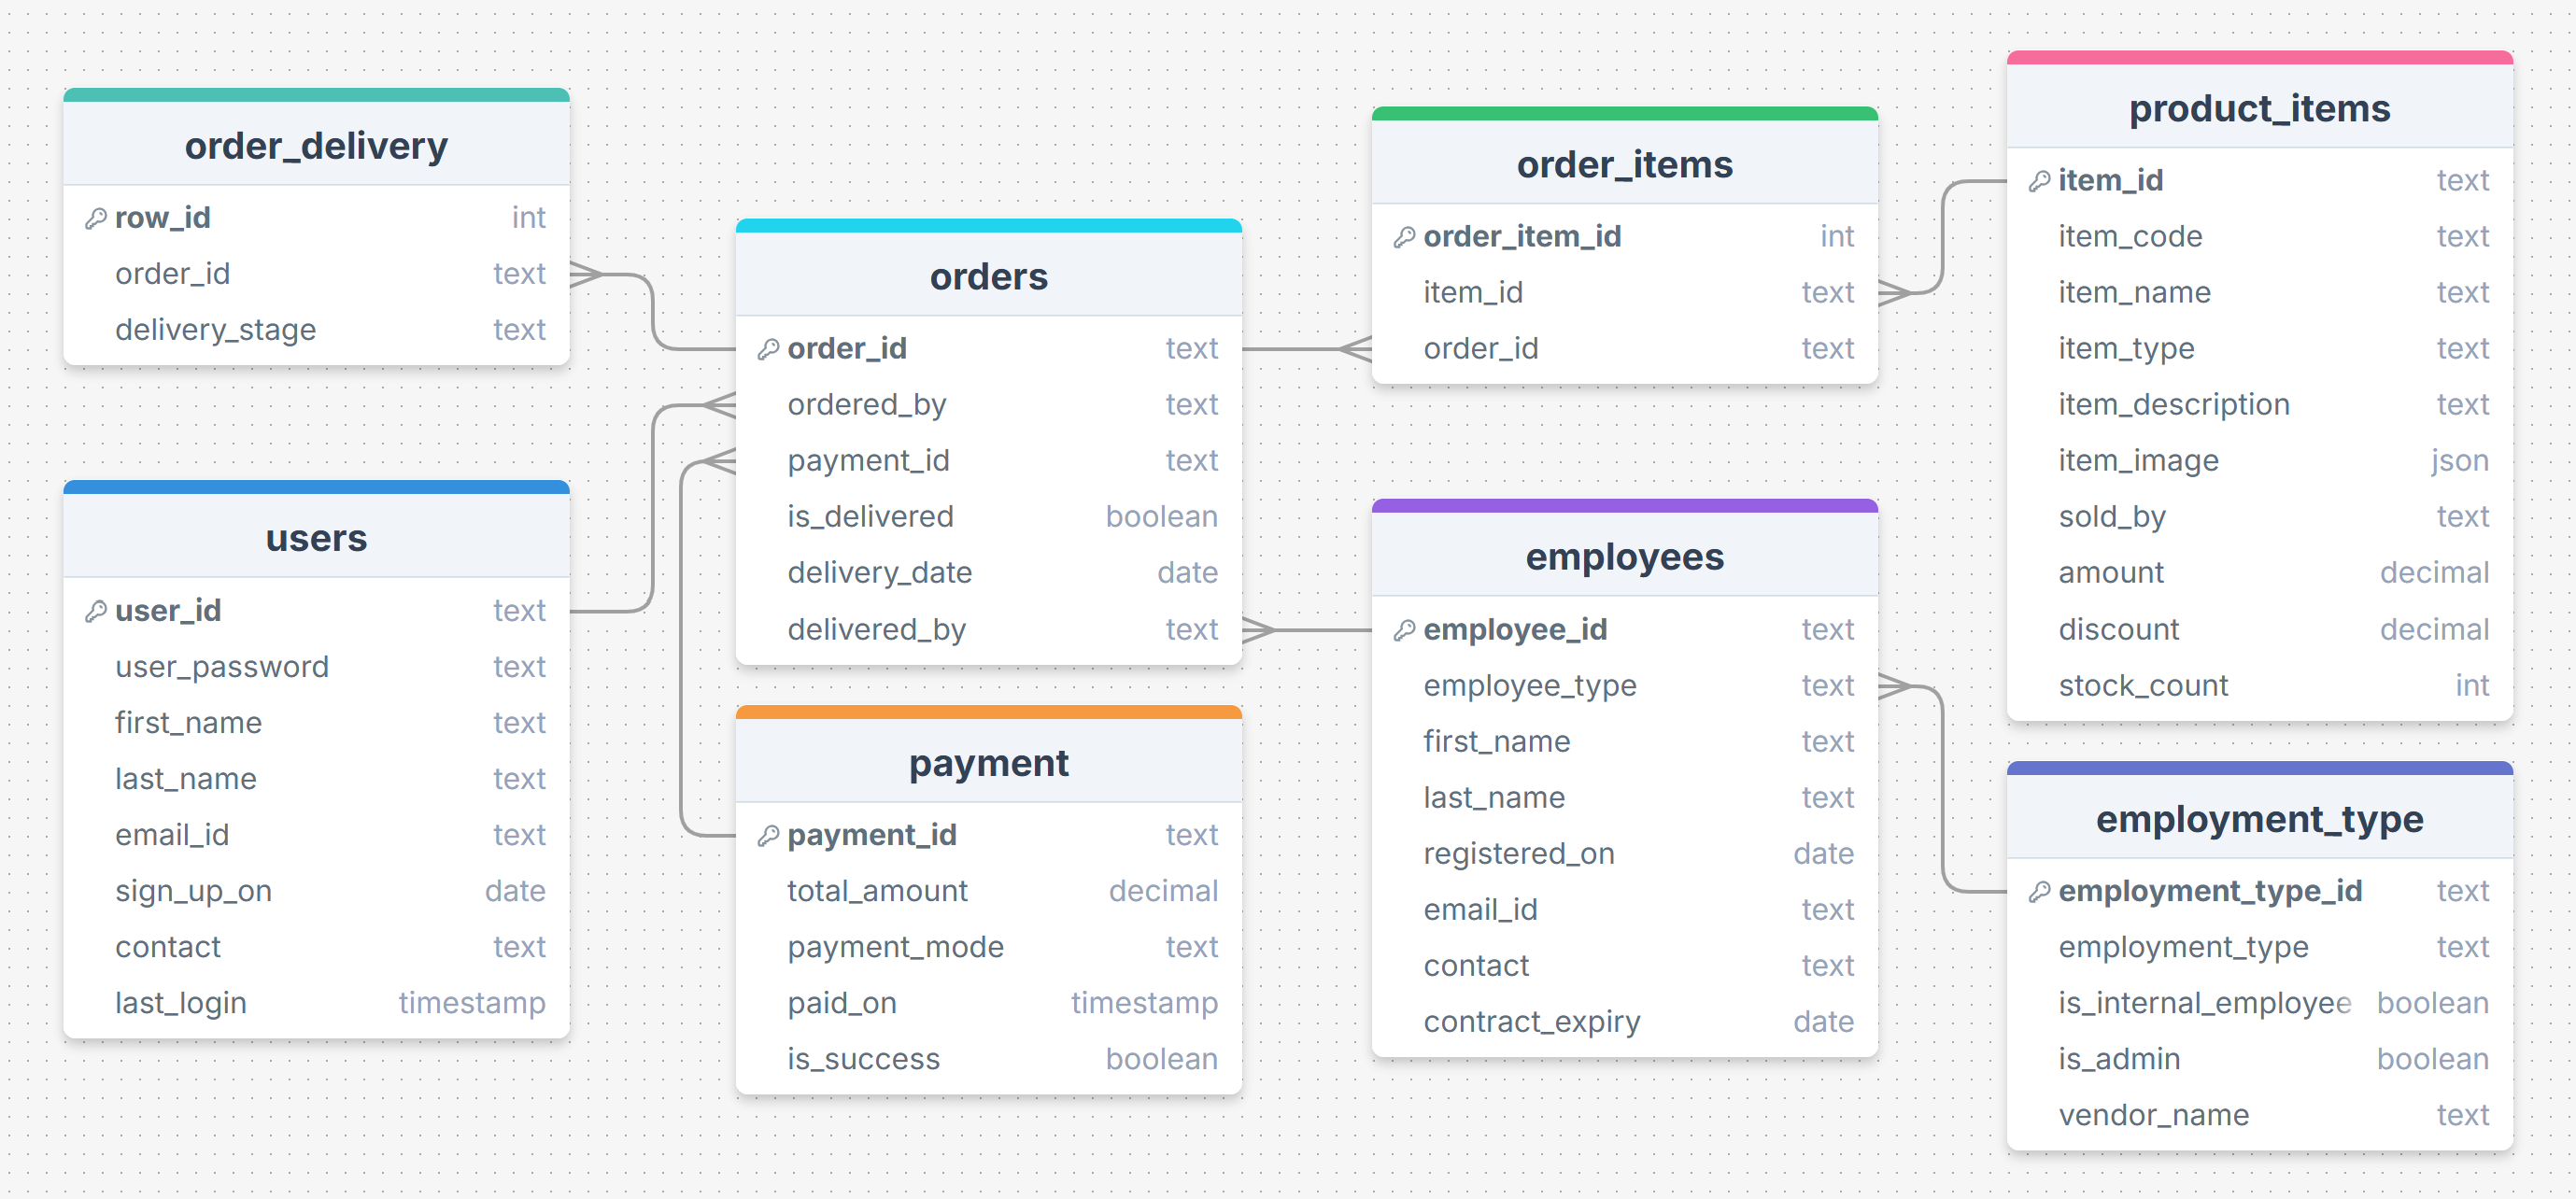 order_delivery
row_id int
order_id text
delivery_stage text
users
user_id text
user_password text
first_name text
last_name text
email_id text
sign_up_on date
contact text
last_login timestamp
orders
order_id text
ordered_by text
payment_id text
is_delivered boolean
delivery_date date
delivered_by text
payment
payment_id text
total_amount decimal
payment_mode text
paid_on timestamp
is_success boolean
order_items
order_item_id int
item_id text
order_id text
employees
employee_id text
employee_type text
first_name text
last_name text
registered_on date
email_id text
contact text
contract_expiry date
product_items
item_id text
item_code text
item_name text
item_type text
item_description text
item_image json
sold_by text
amount decimal
discount decimal
stock_count int
employment_type
employment_type_id text
employment_type text
is_internal_employee boolean
is_admin boolean
vendor_name text